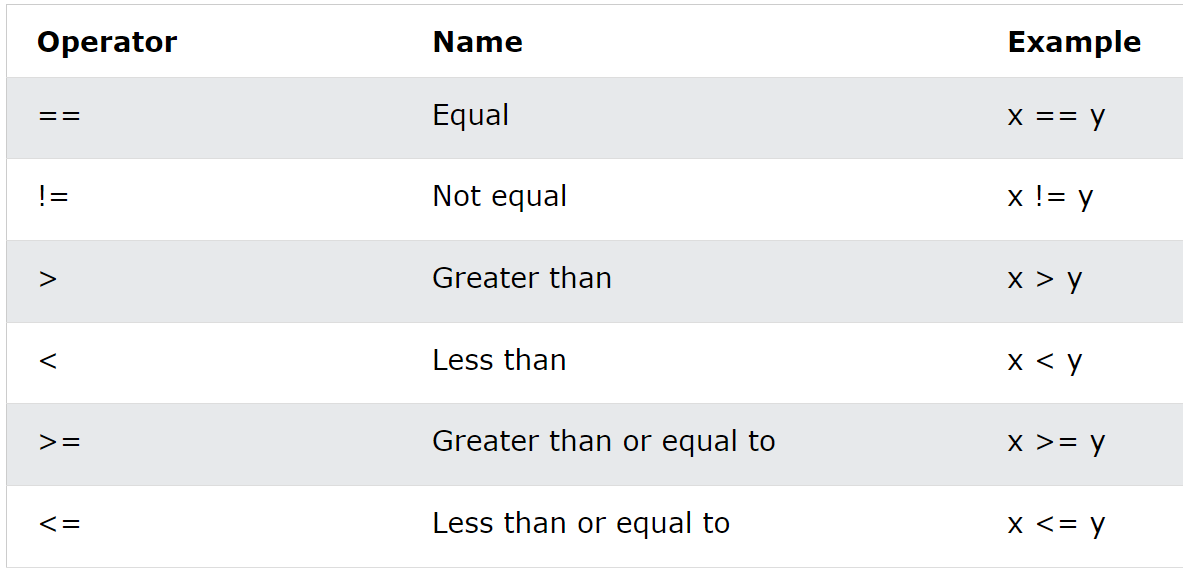 Operator Name Example
== Equal x == y
!= Not equal x != y
> Greater than x > y
< Less than x < y
>= Greater than or equal to x >= y
<= Less than or equal to x <= y